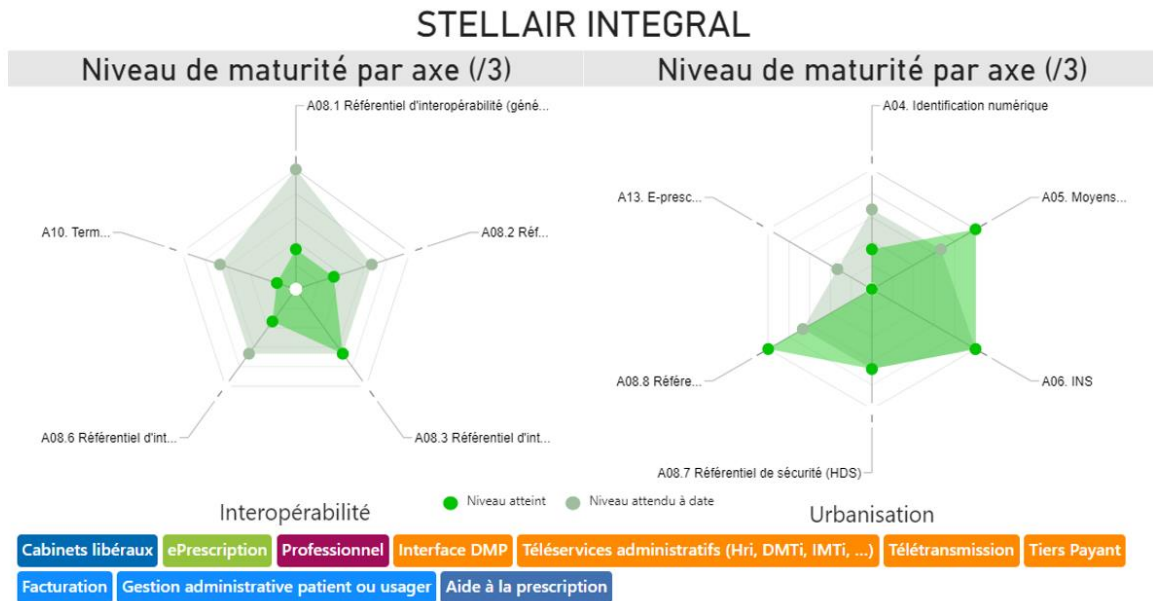 STELLAIR INTEGRAL
Niveau de maturité par axe (/3)
Niveau de maturité par axe (/3)
A08.1 Référentiel d'interopérabilité (géné...
A08.2 Réf...
A08.3 Référentiel d'int...
A08.6 Référentiel d'int...
A10. Term...
A04. Identification numérique
A05. Moyens...
A06. INS
A08.7 Référentiel de sécurité (HDS)
A08.8 Référe...
A13. E-presc...
Niveau atteint
Niveau attendu à date
Interopérabilité
Urbanisation
Cabinets libéraux
ePrescription
Professionnel
Interface DMP
Téléservices administratifs (Hri, DMTi, IMTi, ...)
Télétransmission
Tiers Payant
Facturation
Gestion administrative patient ou usager
Aide à la prescription